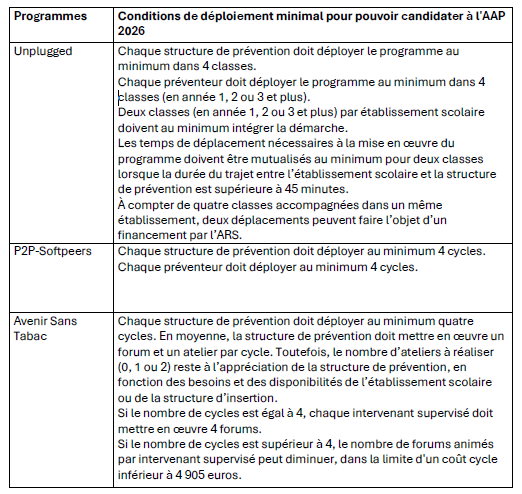 Programmes
Conditions de déploiement minimal pour pouvoir candidater à l'AAP
2026
Unplugged
Chaque structure de prévention doit déployer le programme au
minimum dans 4 classes.
Chaque préventeur doit déployer le programme au minimum dans 4
classes (en année 1, 2 ou 3 et plus).
Deux classes (en année 1, 2 ou 3 et plus) par établissement scolaire
doivent au minimum intégrer la démarche.
Les temps de déplacement nécessaires à la mise en œuvre du
programme doivent être mutualisés au minimum pour deux classes
lorsque la durée du trajet entre l'établissement scolaire et la structure
de prévention est supérieure à 45 minutes.
À compter de quatre classes accompagnées dans un même
établissement, deux déplacements peuvent faire l'objet d'un
financement par l'ARS.
P2P-Softpeers
Chaque structure de prévention doit déployer au minimum 4 cycles.
Chaque préventeur doit déployer au minimum 4 cycles.
Avenir Sans
Tabac
Chaque structure de prévention doit déployer au minimum quatre
cycles. En moyenne, la structure de prévention doit mettre en œuvre un
forum et un atelier par cycle. Toutefois, le nombre d'ateliers à réaliser
(0, 1 ou 2) reste à l'appréciation de la structure de prévention, en
fonction des besoins et des disponibilités de l'établissement scolaire
ou de la structure d'insertion.
Si le nombre de cycles est égal à 4, chaque intervenant supervisé doit
mettre en œuvre 4 forums.
Si le nombre de cycles est supérieur à 4, le nombre de forums animés
par intervenant supervisé peut diminuer, dans la limite d'un coût cycle
inférieur à 4 905 euros.